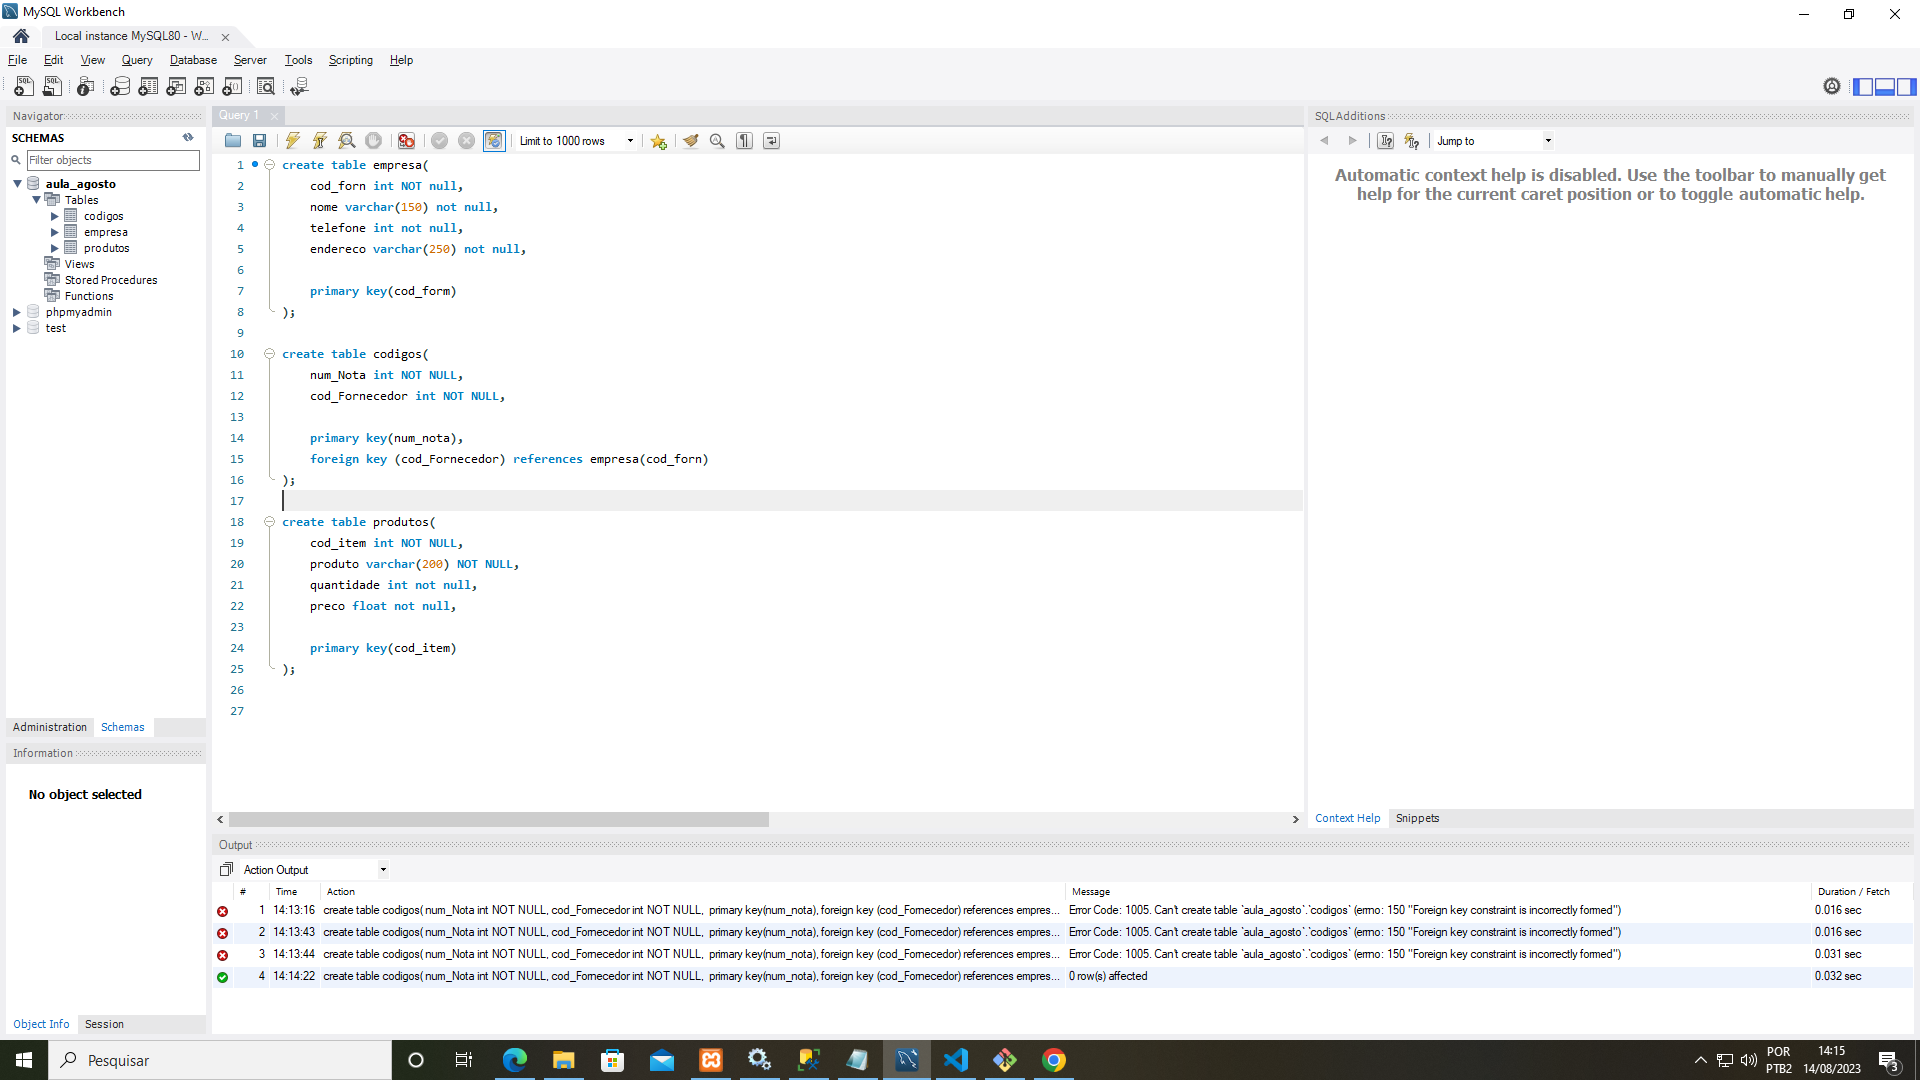 MySQL Workbench
Local instance MySQL80 - W...
File Edit View Query Database Server Tools Scripting Help
Navigator
SCHEMAS
Filter objects
aula_agosto
Tables
codigos
empresa
produtos
Views
Stored Procedures
Functions
phpmyadmin
test
Administration Schemas
Information
No object selected
Object Info Session
Query 1
Limit to 1000 rows
1 create table empresa(
2 cod_forn int NOT null,
3 nome varchar(150) not null,
4 telefone int not null,
5 endereco varchar(250) not null,
6
7 primary key(cod_form)
8 );
9
10 create table codigos(
11 num_Nota int NOT NULL,
12 cod_Fornecedor int NOT NULL,
13
14 primary key(num_nota),
15 foreign key (cod_Fornecedor) references empresa(cod_forn)
16 );
17
18 create table produtos(
19 cod_item int NOT NULL,
20 produto varchar(200) NOT NULL,
21 quantidade int not null,
22 preco float not null,
23
24 primary key(cod_item)
25 );
26
27
SQLAdditions
Jump to
Automatic context help is disabled. Use the toolbar to manually get
help for the current caret position or to toggle automatic help.
Context Help Snippets
Output
Action Output
# Time Action Message Duration / Fetch
1 14:13:16 create table codigos( num_Nota int NOT NULL, cod_Fornecedor int NOT NULL, primary key(num_nota), foreign key (cod_Fornecedor) references empres... Error Code: 1005. Can't create table `aula_agosto`.`codigos` (errno: 150 "Foreign key constraint is incorrectly formed") 0.016 sec
2 14:13:43 create table codigos( num_Nota int NOT NULL, cod_Fornecedor int NOT NULL, primary key(num_nota), foreign key (cod_Fornecedor) references empres... Error Code: 1005. Can't create table `aula_agosto`.`codigos` (errno: 150 "Foreign key constraint is incorrectly formed") 0.016 sec
3 14:13:44 create table codigos( num_Nota int NOT NULL, cod_Fornecedor int NOT NULL, primary key(num_nota), foreign key (cod_Fornecedor) references empres... Error Code: 1005. Can't create table `aula_agosto`.`codigos` (errno: 150 "Foreign key constraint is incorrectly formed") 0.031 sec
4 14:14:22 create table codigos( num_Nota int NOT NULL, cod_Fornecedor int NOT NULL, primary key(num_nota), foreign key (cod_Fornecedor) references empres... 0 row(s) affected 0.032 sec
Pesquisar
POR
PTB2
14:15
14/08/2023
3